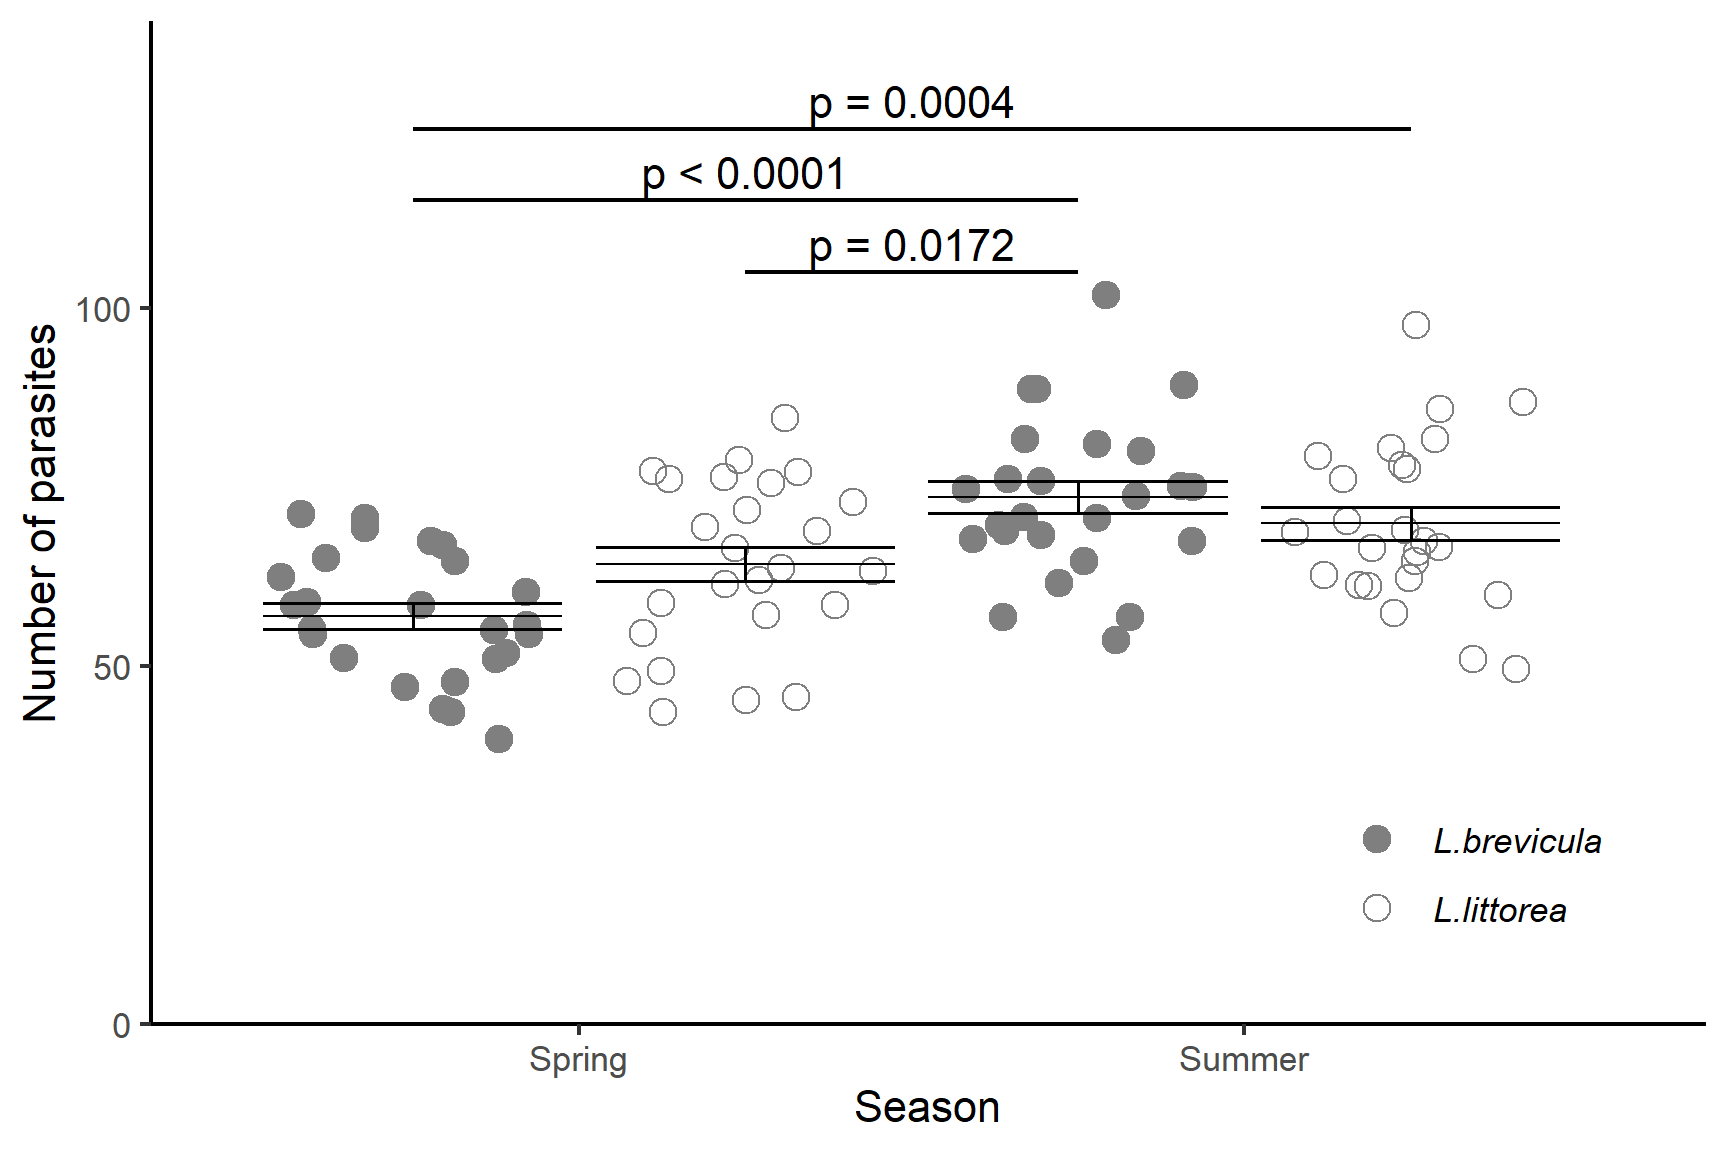 p = 0.0004
p < 0.0001
p = 0.0172
100
50
0
Number of parasites
L.brevicula
L.littorea
Spring
Summer
Season